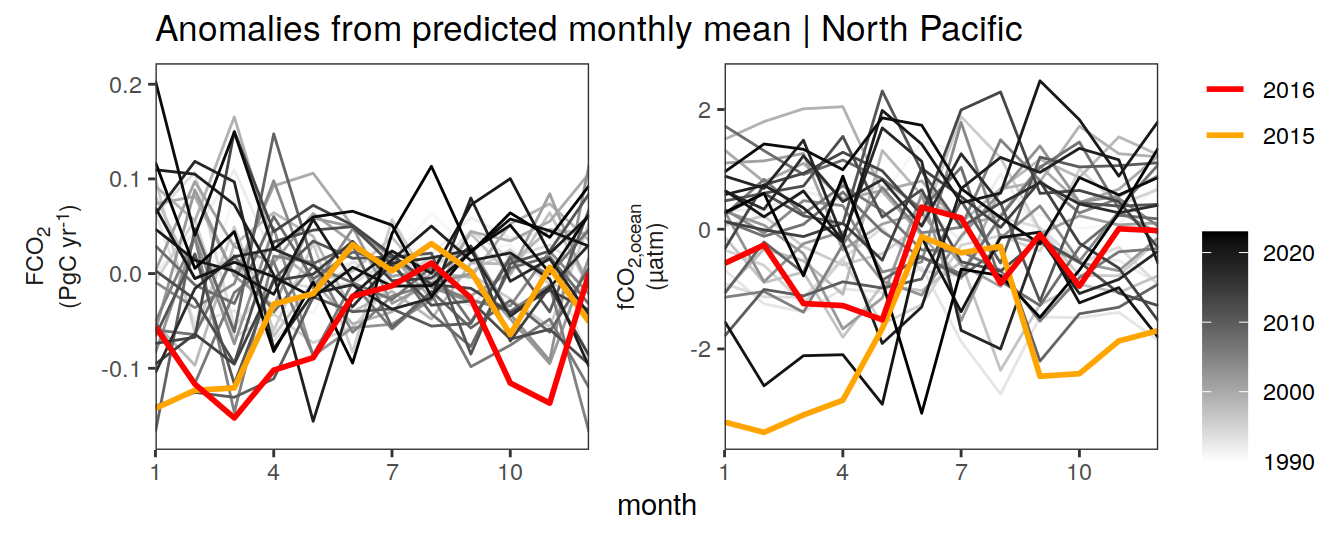 Anomalies from predicted monthly mean | North Pacific
FCO₂
(PgC yr⁻¹)
0.2
0.1
0.0
-0.1
1 4 7 10
fCO₂,ocean
(µatm)
2
0
-2
1 4 7 10
month
2016
2015
2020
2010
2000
1990